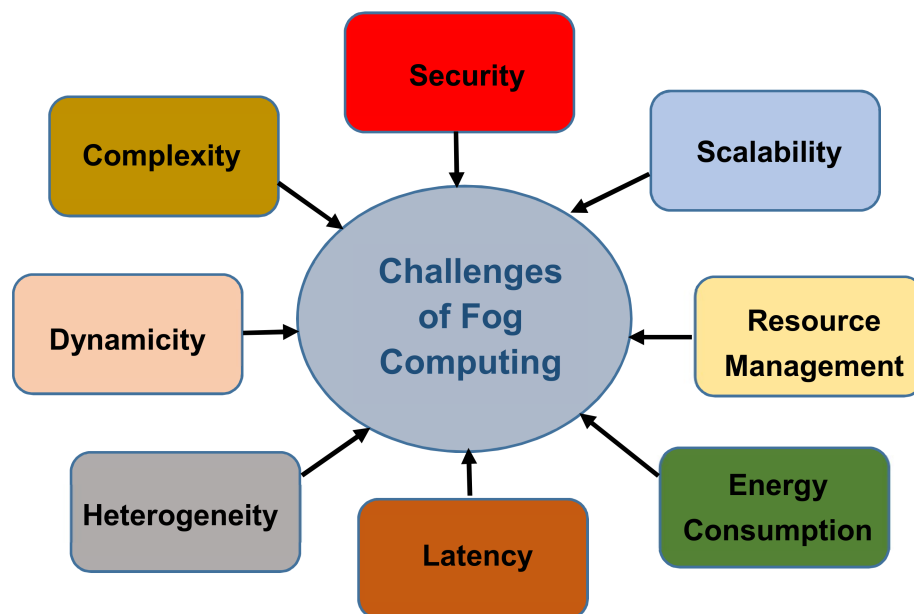 Security
Complexity
Scalability
Challenges
of Fog
Computing
Dynamicity
Resource
Management
Heterogeneity
Latency
Energy
Consumption